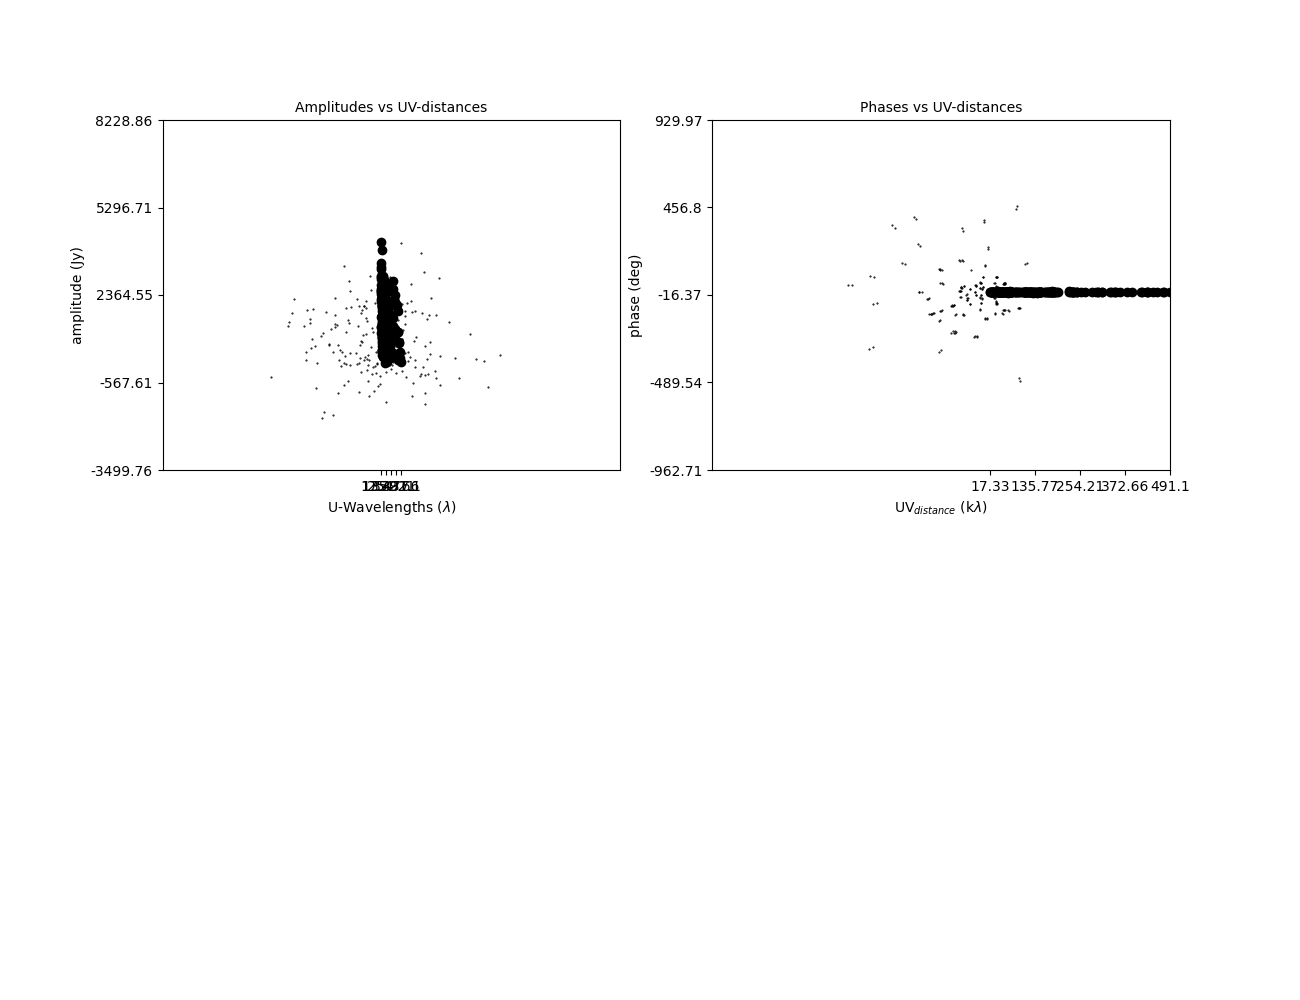 Amplitudes vs UV-distances
8228.86
5296.71
2364.55
-567.61
-3499.76
amplitude (Jy)
U-Wavelengths (λ)
Phases vs UV-distances
929.97
456.8
-16.37
-489.54
-962.71
phase (deg)
17.33 135.77 254.21 372.66 491.1
UVdistance (kλ)